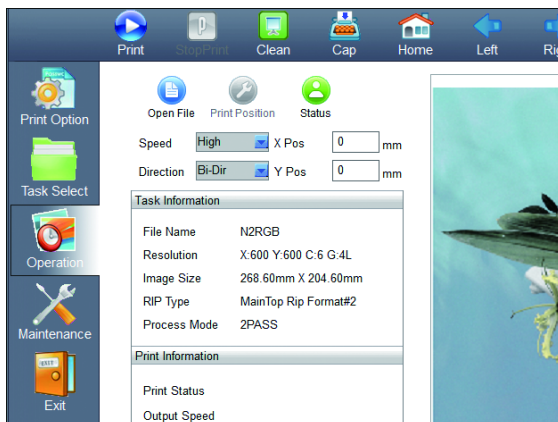 Print StopPrint Clean Cap Home Left
Open File Print Position Status
Print Option
Speed High X Pos 0 mm
Direction Bi-Dir Y Pos 0 mm
Task Select
Task Information
File Name N2RGB
Resolution X:600 Y:600 C:6 G:4L
Operation
Image Size 268.60mm X 204.60mm
RIP Type MainTop Rip Format#2
Process Mode 2PASS
Maintenance
Print Information
EXIT
Print Status
Exit
Output Speed